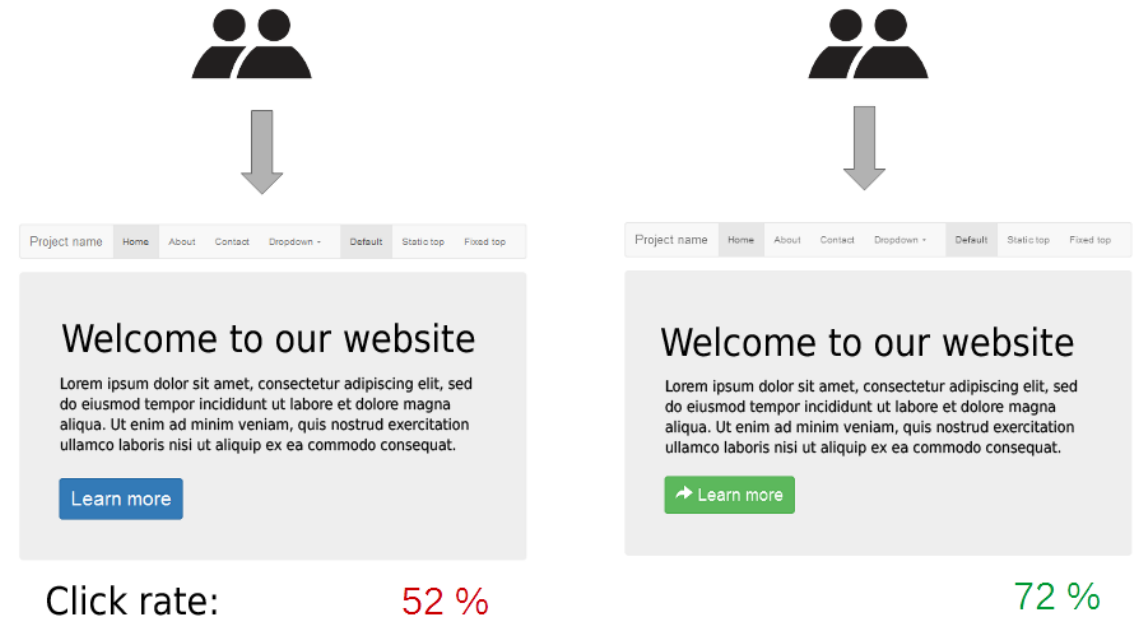 Project name Home About Contact Dropdown Default Static top Fixed top
Welcome to our website
Lorem ipsum dolor sit amet, consectetur adipiscing elit, sed
do eiusmod tempor incididunt ut labore et dolore magna
aliqua. Ut enim ad minim veniam, quis nostrud exercitation
ullamco laboris nisi ut aliquip ex ea commodo consequat.
Learn more
Click rate: 52 %
Project name Home About Contact Dropdown Default Static top Fixed top
Welcome to our website
Lorem ipsum dolor sit amet, consectetur adipiscing elit, sed
do eiusmod tempor incididunt ut labore et dolore magna
aliqua. Ut enim ad minim veniam, quis nostrud exercitation
ullamco laboris nisi ut aliquip ex ea commodo consequat.
Learn more
72 %